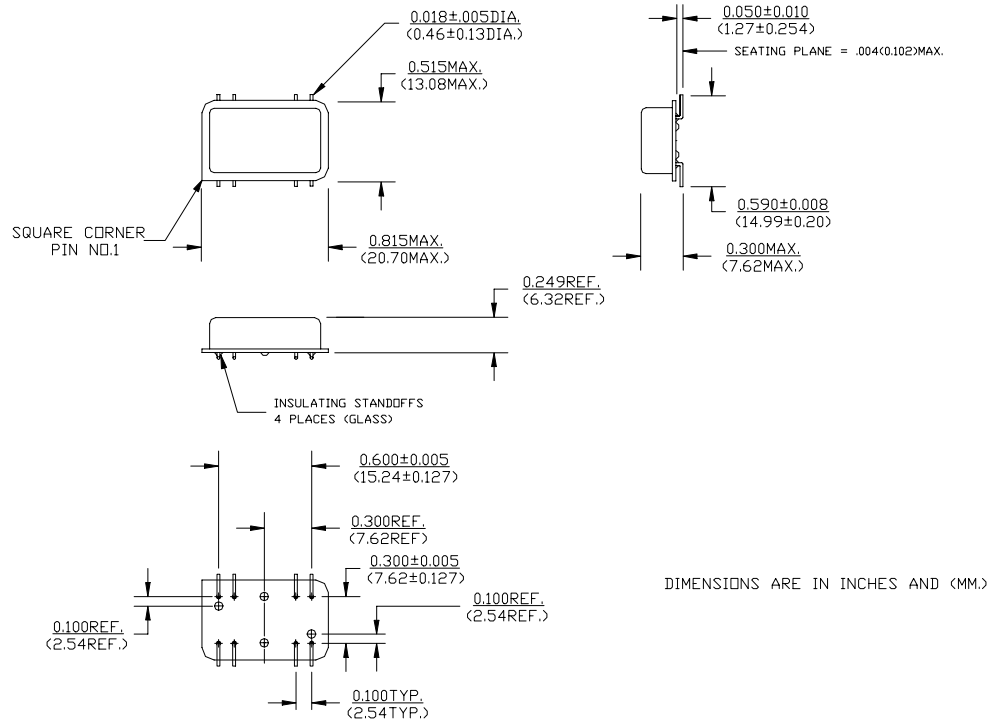 0.018±.005DIA.
(0.46±0.13DIA.)
0.515MAX.
(13.08MAX.)
SQUARE CORNER
PIN NO.1
0.815MAX.
(20.70MAX.)
0.050±0.010
(1.27±0.254)
SEATING PLANE = .004(0.102)MAX.
0.590±0.008
(14.99±0.20)
0.300MAX.
(7.62MAX.)
0.249REF.
(6.32REF.)
INSULATING STANDOFFS
4 PLACES (GLASS)
0.600±0.005
(15.24±0.127)
0.300REF.
(7.62REF)
0.300±0.005
(7.62±0.127)
0.100REF.
(2.54REF.)
0.100REF.
(2.54REF.)
0.100TYP.
(2.54TYP.)
DIMENSIONS ARE IN INCHES AND (MM.)